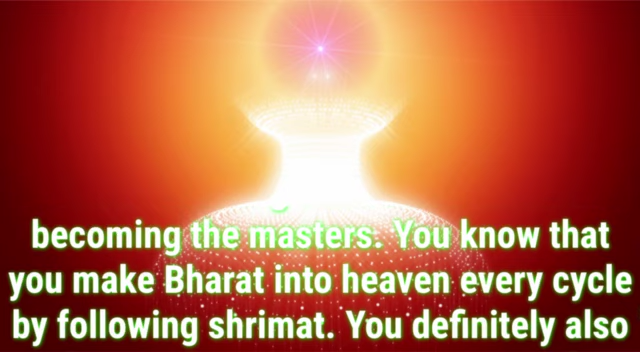 becoming the masters. You know that
you make Bharat into heaven every cycle
by following shrimat. You definitely also